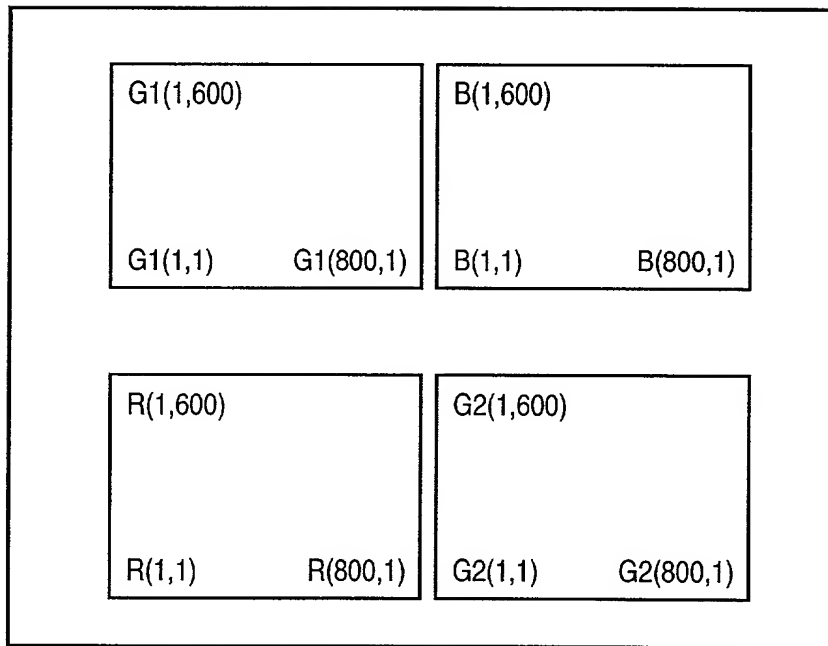 G1(1,600)
B(1,600)
G1(1,1) G1(800,1)
B(1,1) B(800,1)
R(1,600)
G2(1,600)
R(1,1) R(800,1)
G2(1,1) G2(800,1)